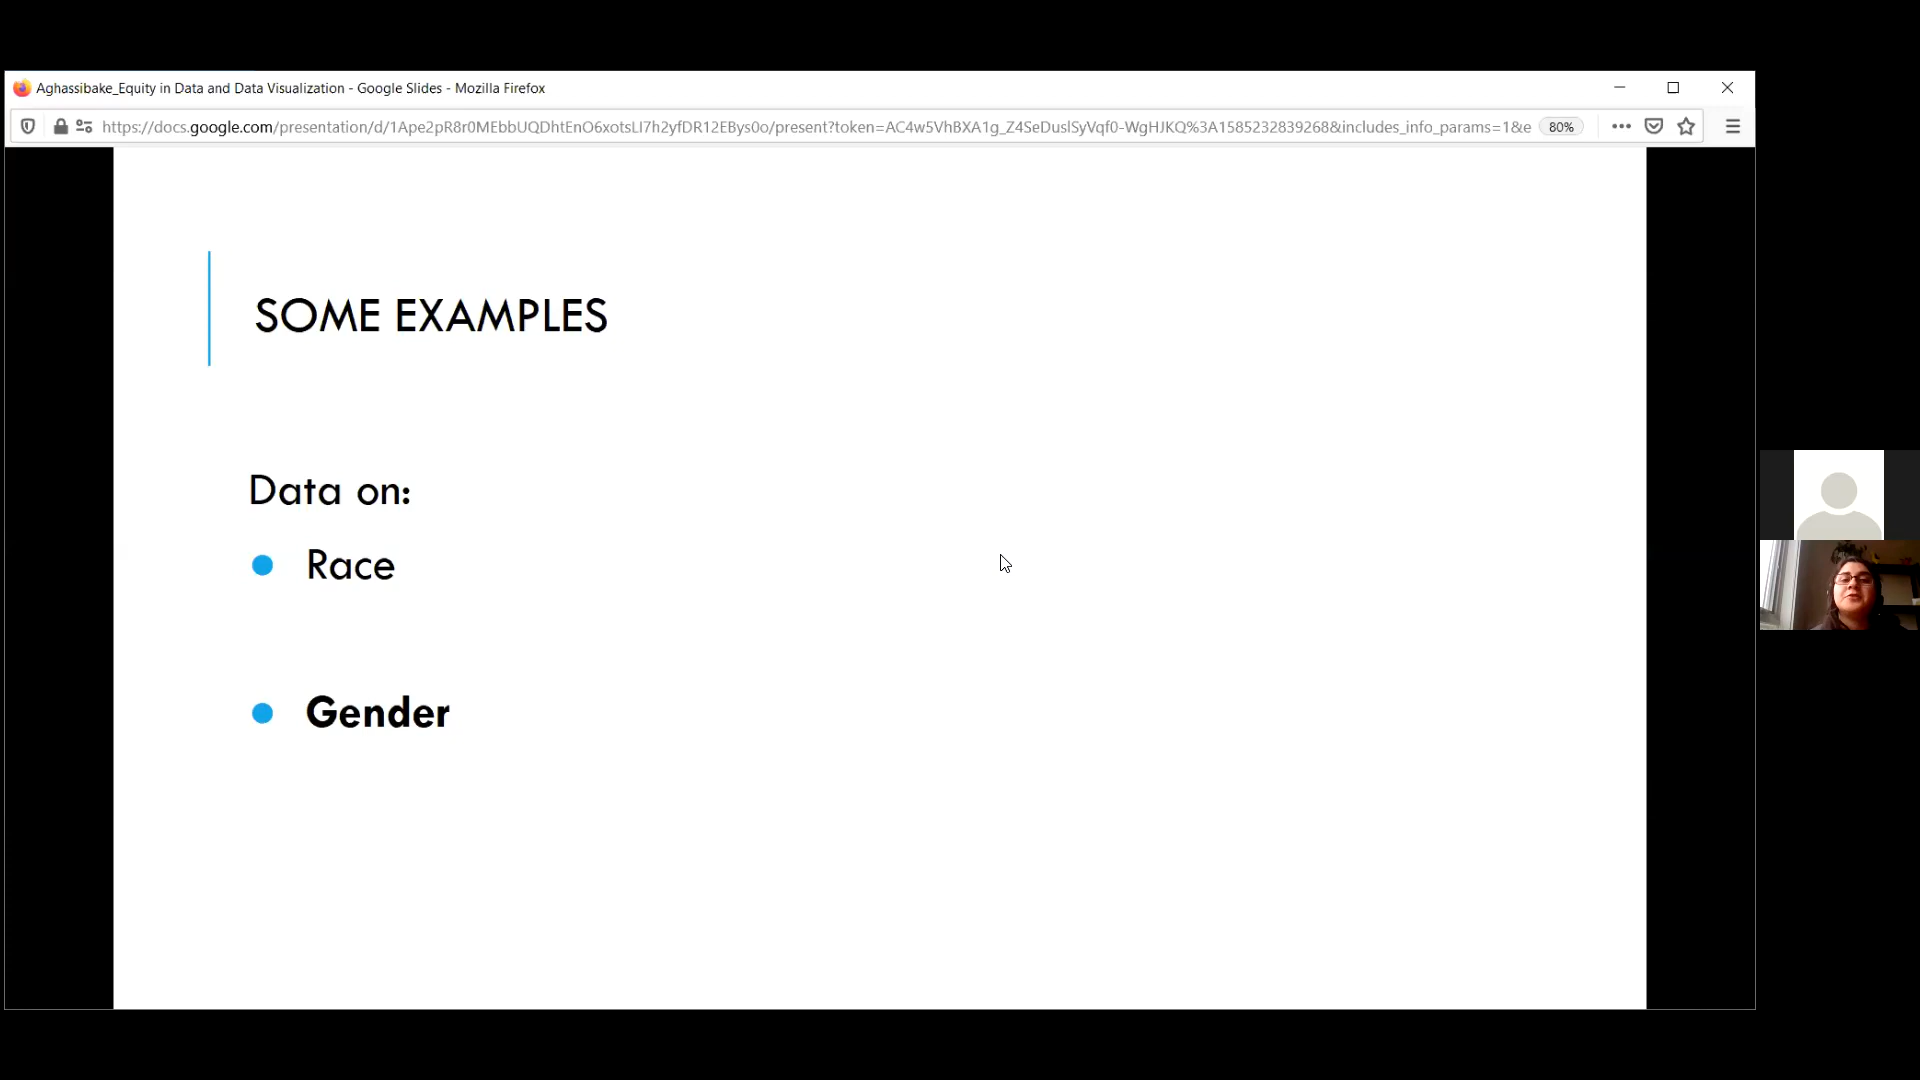 Aghassibake_Equity in Data and Data Visualization - Google Slides - Mozilla Firefox
https://docs.google.com/presentation/d/1Ape2pR8r0MEbbUQDhtEnO6xotsLI7h2yfDR12EBys0o/present?token=AC4w5VhBXA1g_Z4SeDuslSyVqf0-WgHJKQ%3A1585232839268&includes_info_params=1&e 80%
SOME EXAMPLES
Data on:
Race
Gender